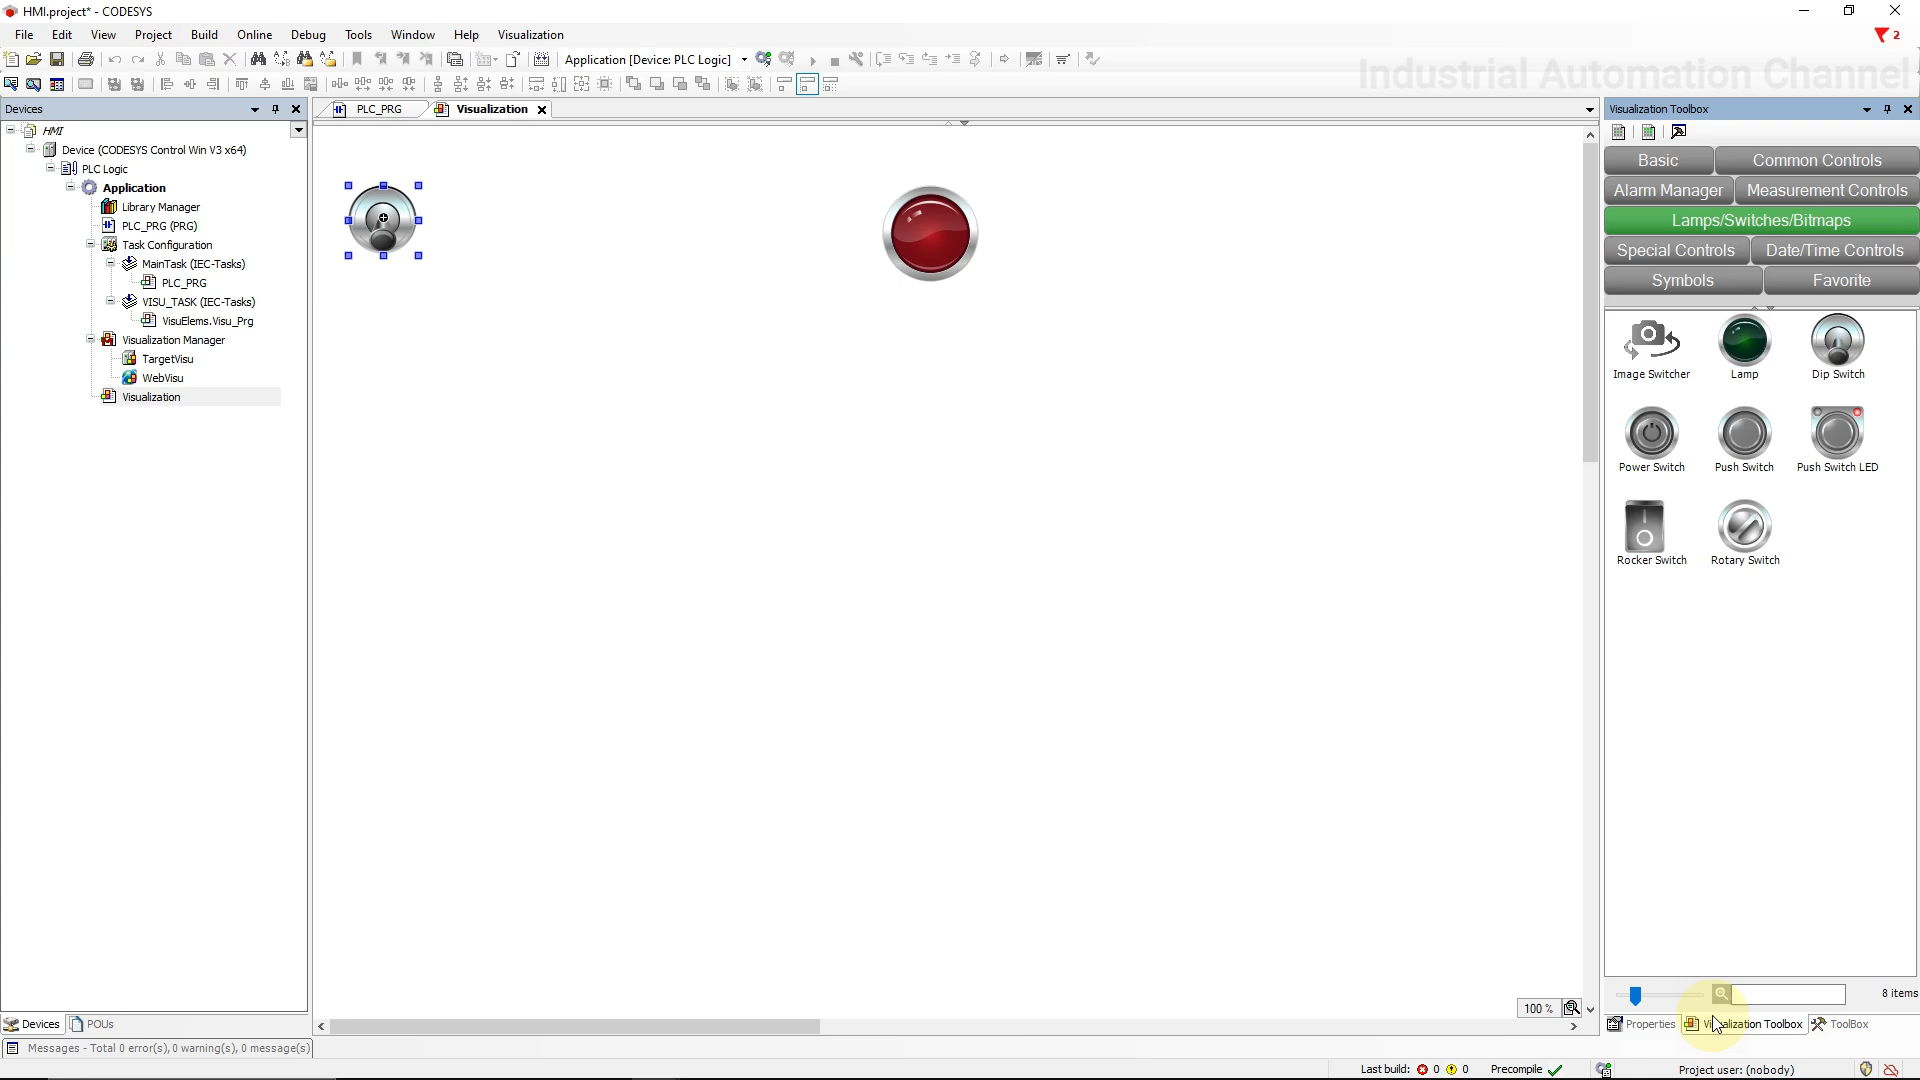 HMI.project* - CODESYS
File Edit View Project Build Online Debug Tools Window Help Visualization
2
Application [Device: PLC Logic]
Industrial Automation Channel
Devices
PLC_PRG
Visualization
Visualization Toolbox
HMI
Device (CODESYS Control Win V3 x64)
PLC Logic
Application
Library Manager
PLC_PRG (PRG)
Task Configuration
MainTask (IEC-Tasks)
PLC_PRG
VISU_TASK (IEC-Tasks)
VisuElems.Visu_Prg
Visualization Manager
TargetVisu
WebVisu
Visualization
Basic
Common Controls
Alarm Manager
Measurement Controls
Lamps/Switches/Bitmaps
Special Controls
Date/Time Controls
Symbols
Favorite
Image Switcher
Lamp
Dip Switch
Power Switch
Push Switch
Push Switch LED
Rocker Switch
Rotary Switch
8 items
100 %
Devices
POUs
Properties
Visualization Toolbox
ToolBox
Messages - Total 0 error(s), 0 warning(s), 0 message(s)
Last build: 0 0 Precompile
Project user: (nobody)